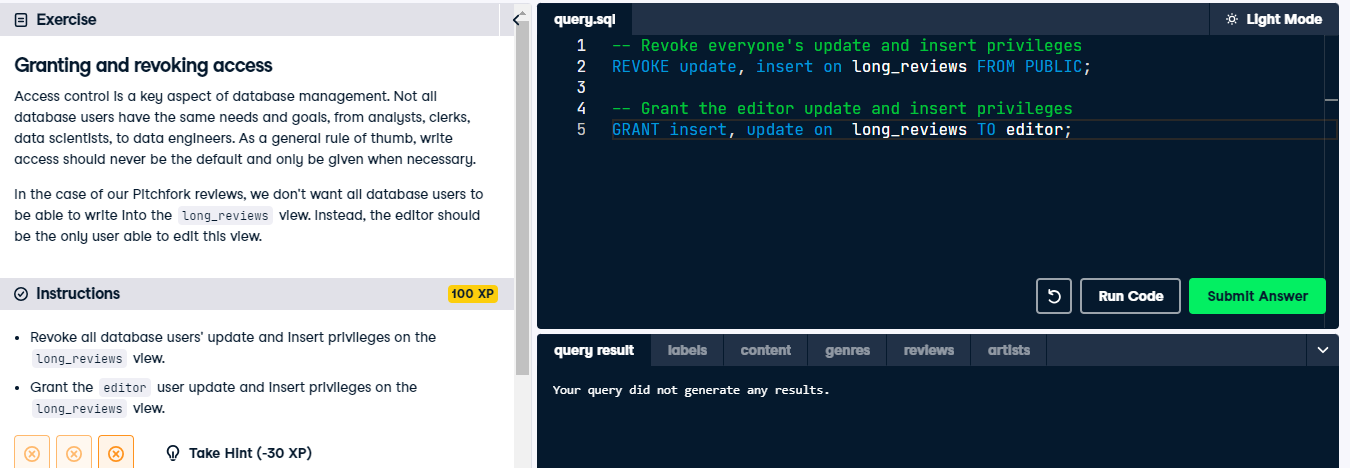 Exercise
Granting and revoking access
Access control is a key aspect of database management. Not all
database users have the same needs and goals, from analysts, clerks,
data scientists, to data engineers. As a general rule of thumb, write
access should never be the default and only be given when necessary.
In the case of our Pitchfork reviews, we don't want all database users to
be able to write into the long_reviews view. Instead, the editor should
be the only user able to edit this view.
Instructions
100 XP
• Revoke all database users' update and insert privileges on the
long_reviews view.
• Grant the editor user update and insert privileges on the
long_reviews view.
Take Hint (-30 XP)
query.sql
Light Mode
1 -- Revoke everyone's update and insert privileges
2 REVOKE update, insert on long_reviews FROM PUBLIC;
3
4 -- Grant the editor update and insert privileges
5 GRANT insert, update on  long_reviews TO editor;
Run Code
Submit Answer
query result labels content genres reviews artists
Your query did not generate any results.